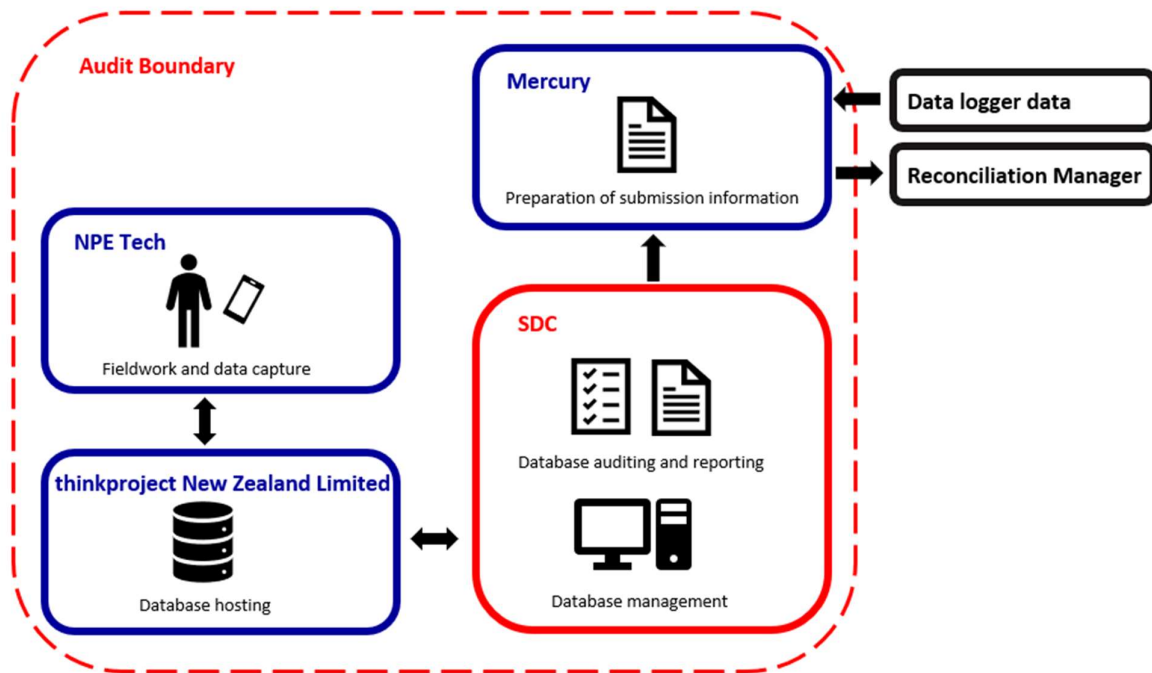 Audit Boundary
Mercury
Preparation of submission information
Data logger data
Reconciliation Manager
NPE Tech
Fieldwork and data capture
SDC
Database auditing and reporting
Database management
thinkproject New Zealand Limited
Database hosting